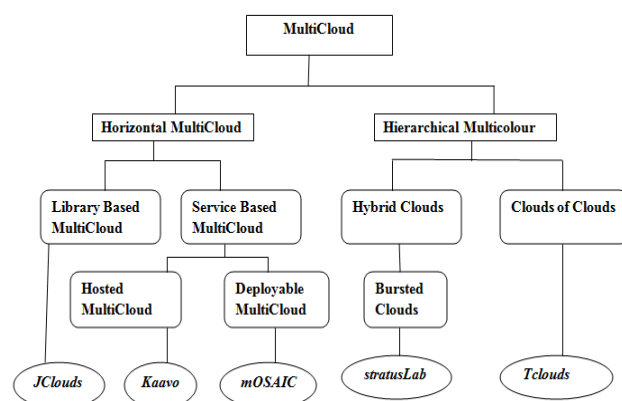 MultiCloud
Horizontal MultiCloud
Hierarchical Multicolour
Library Based
MultiCloud
Service Based
MultiCloud
Hybrid Clouds
Clouds of Clouds
Hosted
MultiCloud
Deployable
MultiCloud
Bursted
Clouds
JClouds
Kaavo
mOSAIC
stratusLab
Tclouds